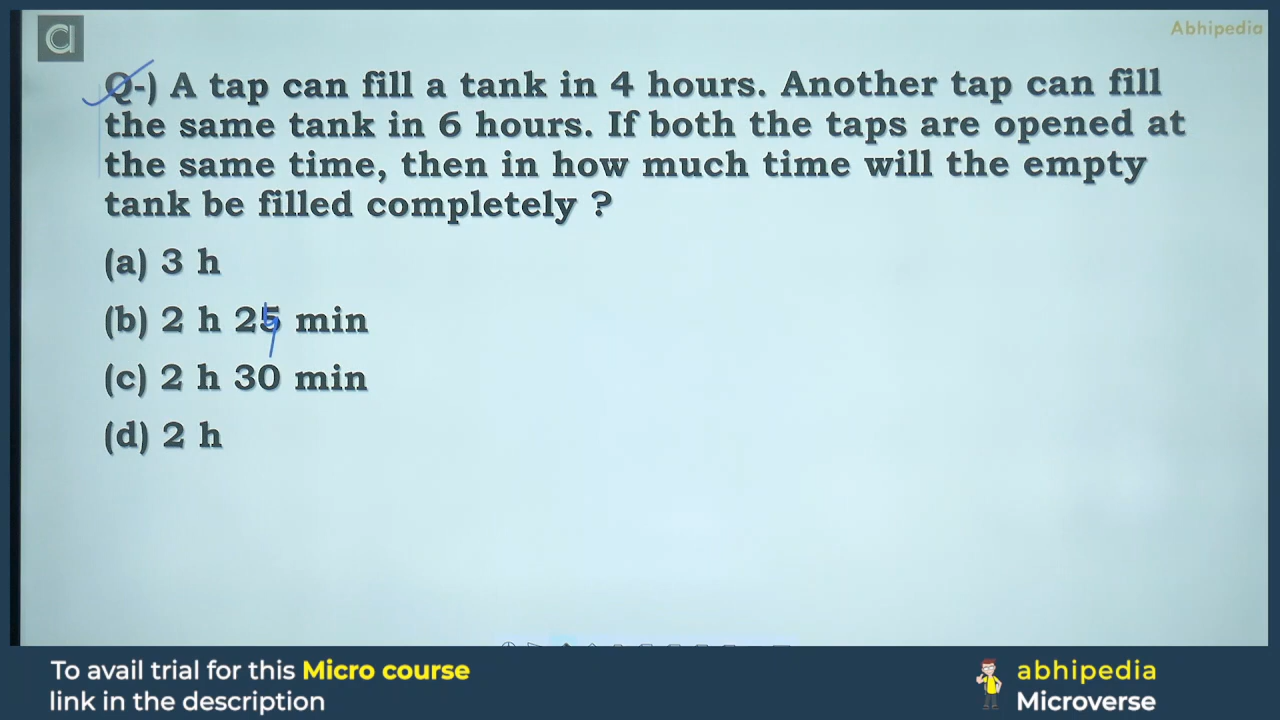 Abhipedia
Q-) A tap can fill a tank in 4 hours. Another tap can fill
the same tank in 6 hours. If both the taps are opened at
the same time, then in how much time will the empty
tank be filled completely ?
(a) 3 h
(b) 2 h 25 min
(c) 2 h 30 min
(d) 2 h
To avail trial for this Micro course
link in the description
abhipedia
Microverse